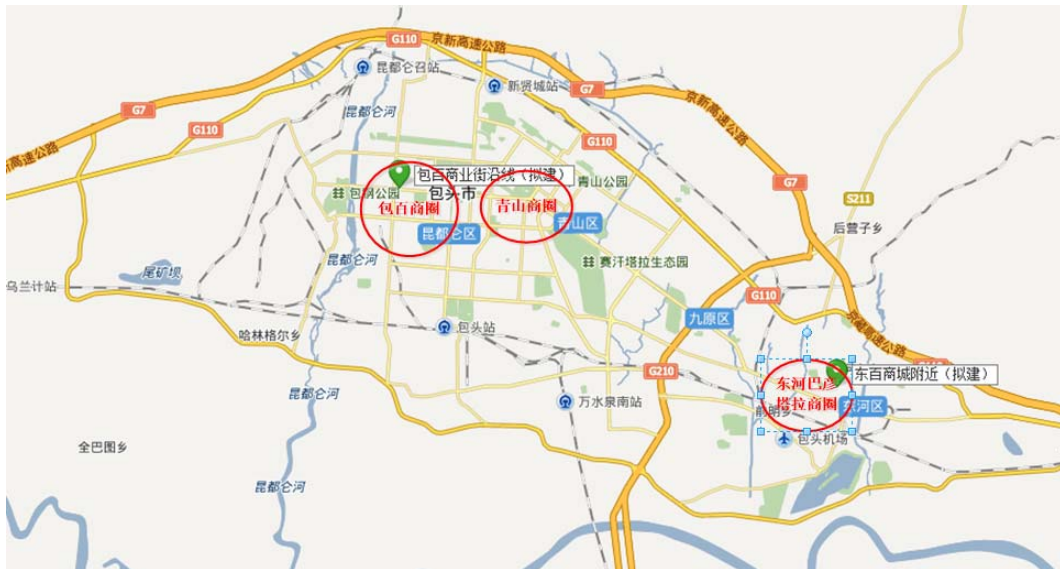 G110
京新高速公路
昆都仑召站
新贤城站
G7
G7
昆都仑河
京新高速公路
G110
G110
新高速公路
包百商业街沿线（拟建）
青山公园
包钢公园
包头市
G7
包百商圈
青山商圈
S211
青山区
昆都仑区
后营子乡
昆都仑河
赛汗塔拉生态园
尾矿坝
乌兰计站
G110
九原区
包头站
哈林格尔乡
G210
东百商城附近（拟建）
东河巴彦
塔拉商圈
东河区
昆都仑河
万水泉南站
包头机场
全巴图乡
昆都仑河